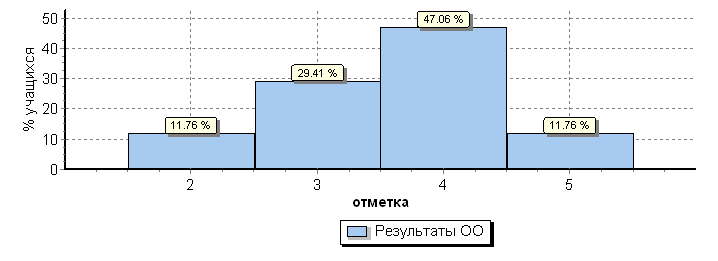 % учащихся
50
40
30
20
10
0
11.76 %
29.41 %
47.06 %
11.76 %
2 3 4 5
отметка
Результаты ОО